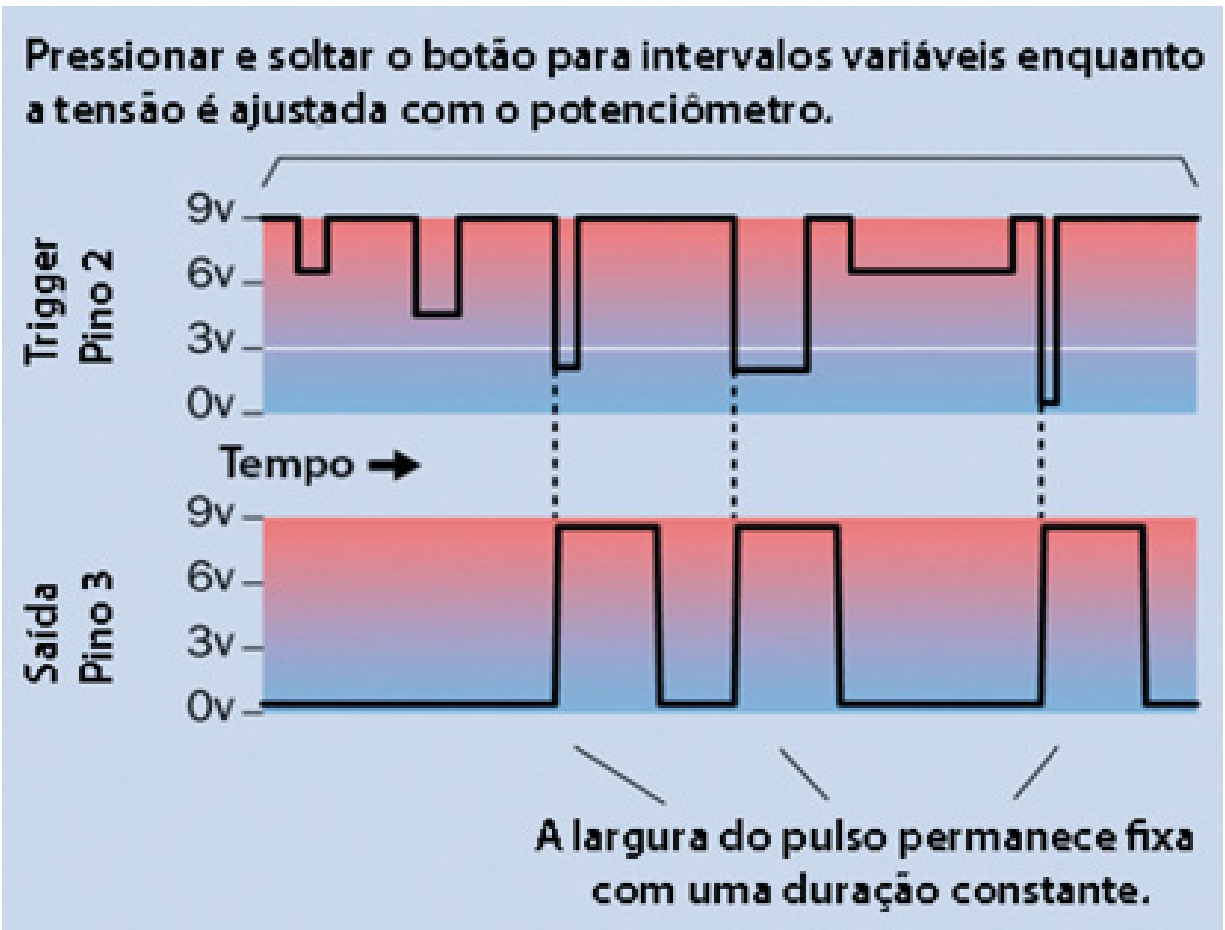 Pressionar e soltar o botão para intervalos variáveis enquanto
a tensão é ajustada com o potenciômetro.
Trigger
Pino 2
9v
6v
3v
0v
Tempo
Saída
Pino 3
9v
6v
3v
0v
A largura do pulso permanece fixa
com uma duração constante.